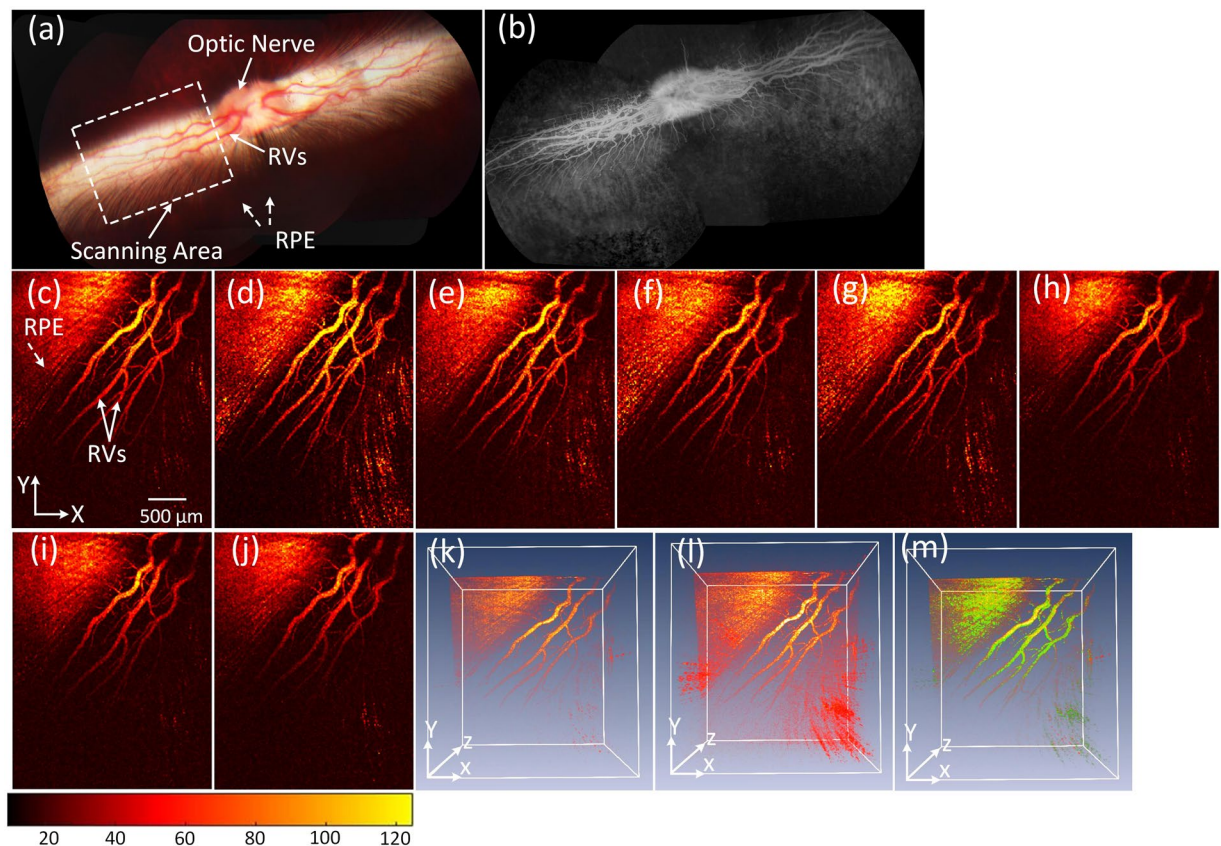 (a)
Optic Nerve
RVs
RPE
Scanning Area
(b)
(c)
RPE
RVs
Y
X
500 μm
(d)
(e)
(f)
(g)
(h)
(i)
(j)
(k)
Y
Z
X
(l)
Y
Z
X
(m)
Y
Z
X
20 40 60 80 100 120